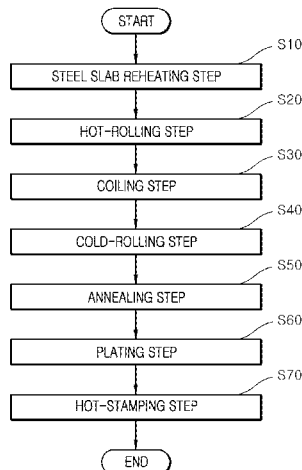 START
S10
STEEL SLAB REHEATING STEP
S20
HOT-ROLLING STEP
S30
COILING STEP
S40
COLD-ROLLING STEP
S50
ANNEALING STEP
S60
PLATING STEP
S70
HOT-STAMPING STEP
END